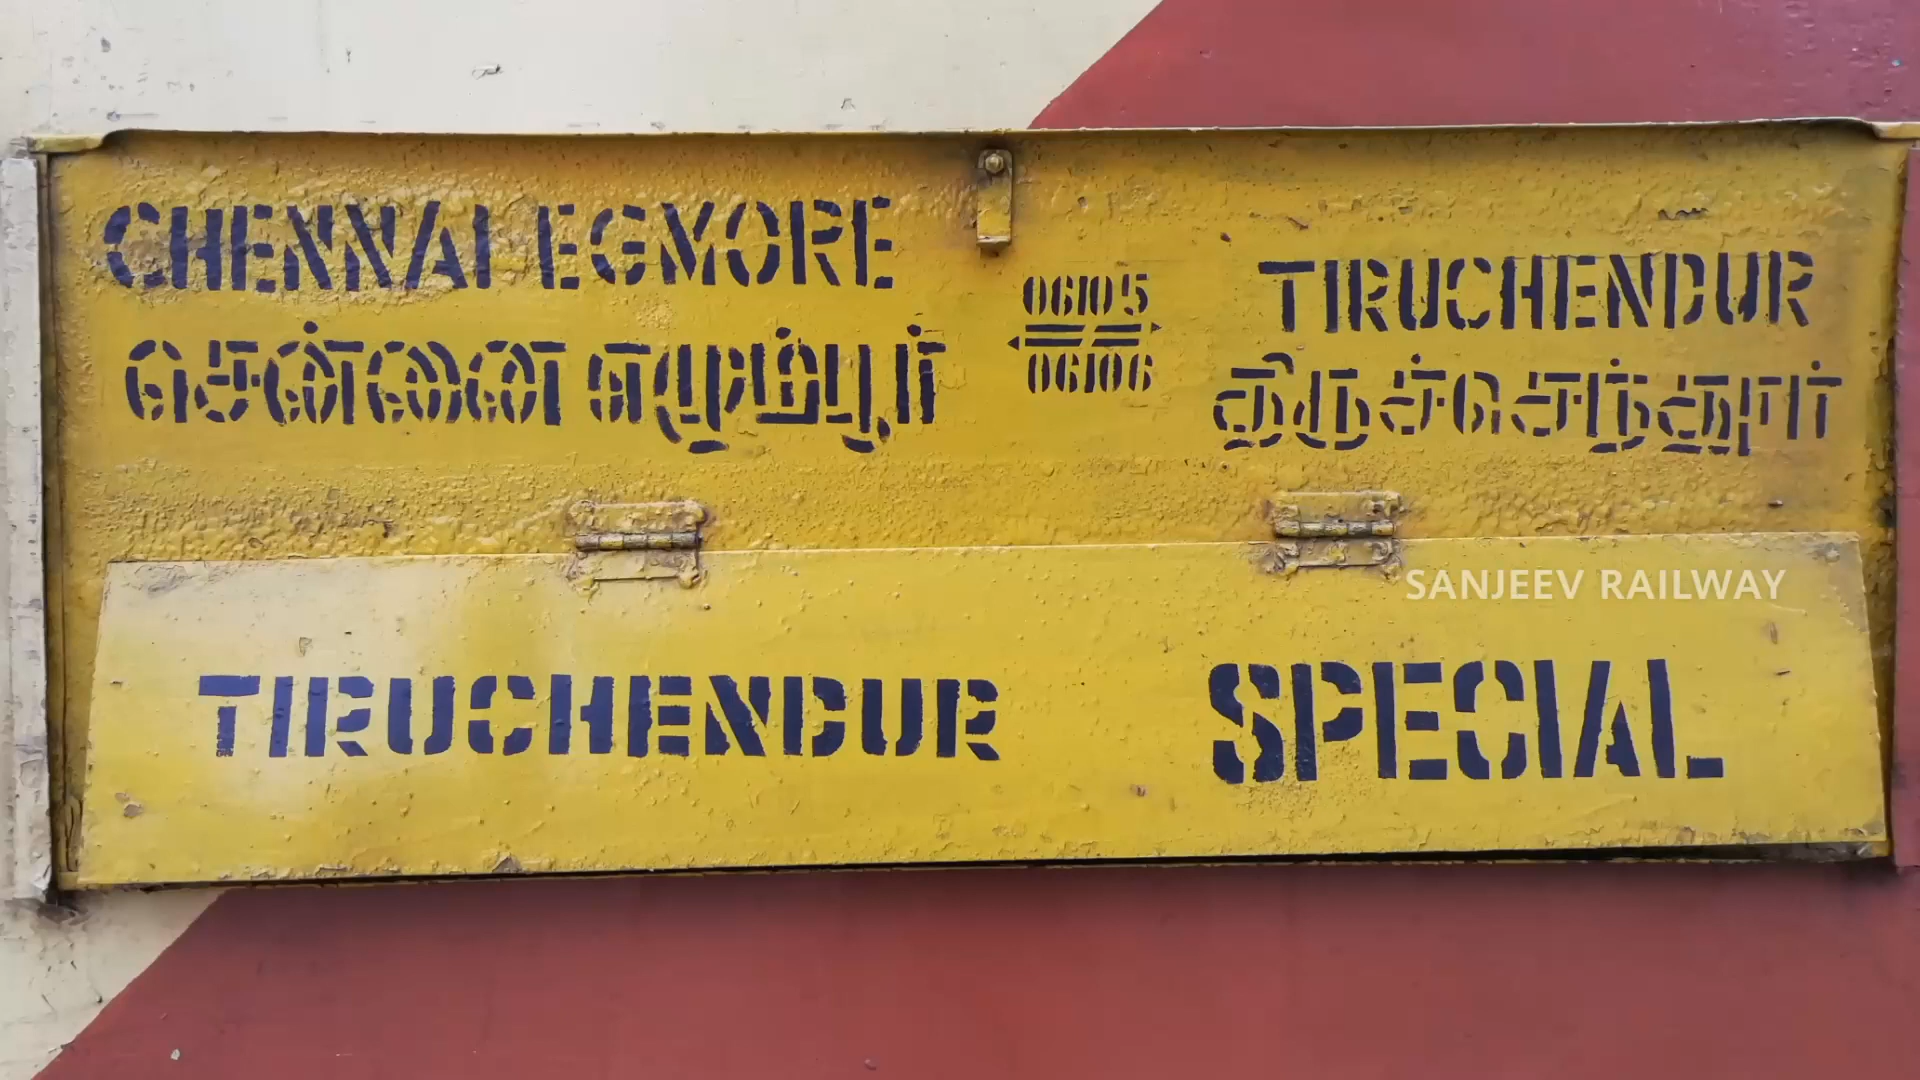 CHENNAI EGMORE
சென்னை எழும்பூர்
06105
06106
TIRUCHENDUR
திருச்செந்தூர்
SANJEEV RAILWAY
TIRUCHENDUR SPECIAL